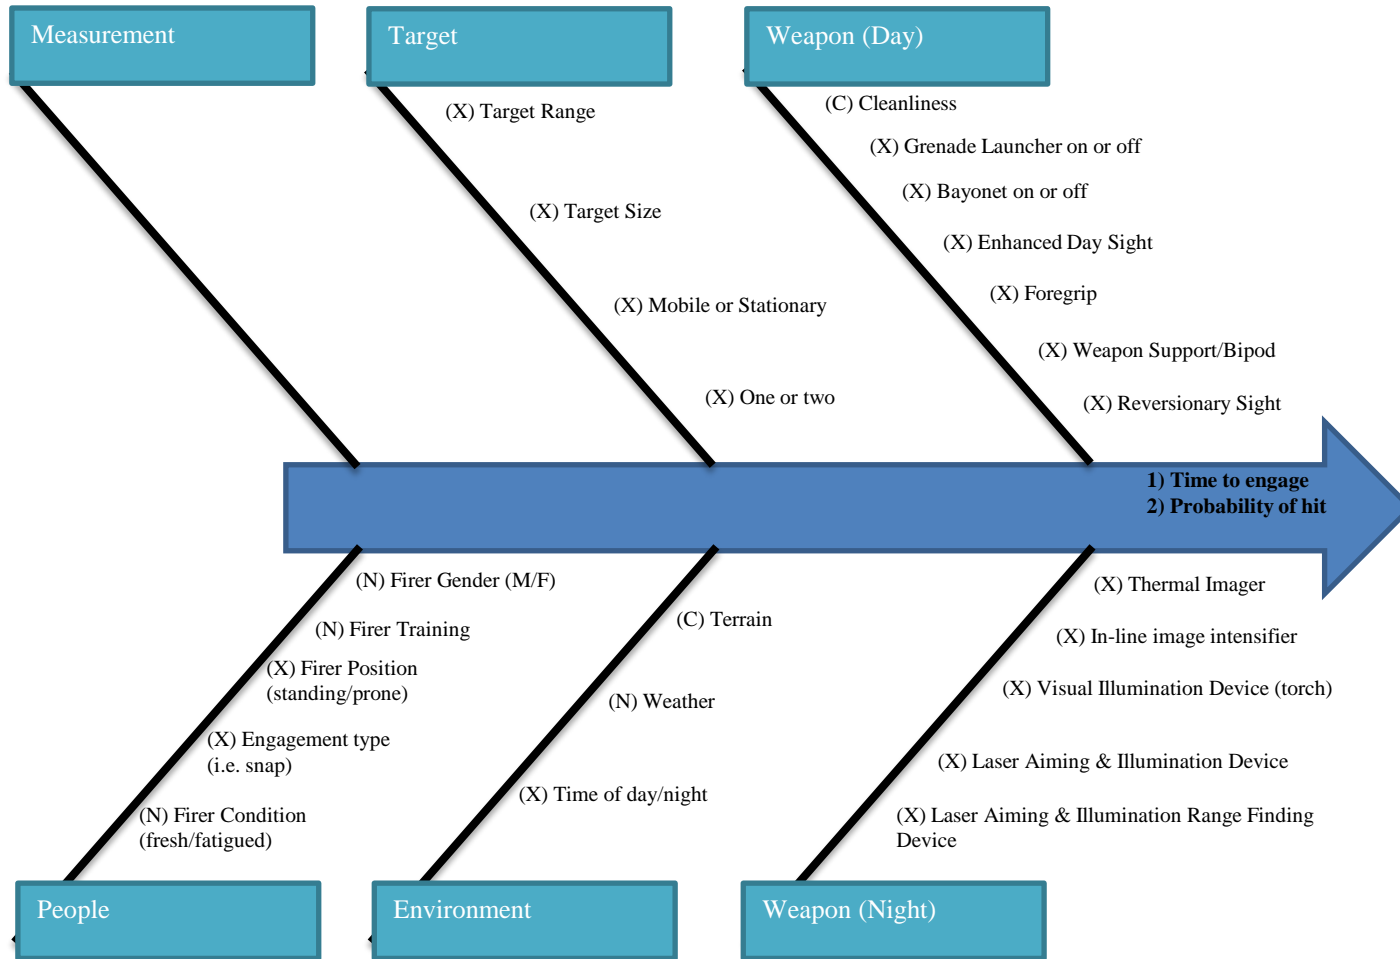 Measurement
Target
Weapon (Day)
(C) Cleanliness
(X) Target Range
(X) Grenade Launcher on or off
(X) Bayonet on or off
(X) Target Size
(X) Enhanced Day Sight
(X) Foregrip
(X) Mobile or Stationary
(X) Weapon Support/Bipod
(X) One or two
(X) Reversionary Sight
1) Time to engage
2) Probability of hit
(N) Firer Gender (M/F)
(N) Firer Training
(X) Firer Position
(standing/prone)
(X) Engagement type
(i.e. snap)
(N) Firer Condition
(fresh/fatigued)
(C) Terrain
(N) Weather
(X) Time of day/night
(X) Thermal Imager
(X) In-line image intensifier
(X) Visual Illumination Device (torch)
(X) Laser Aiming & Illumination Device
(X) Laser Aiming & Illumination Range Finding
Device
People
Environment
Weapon (Night)